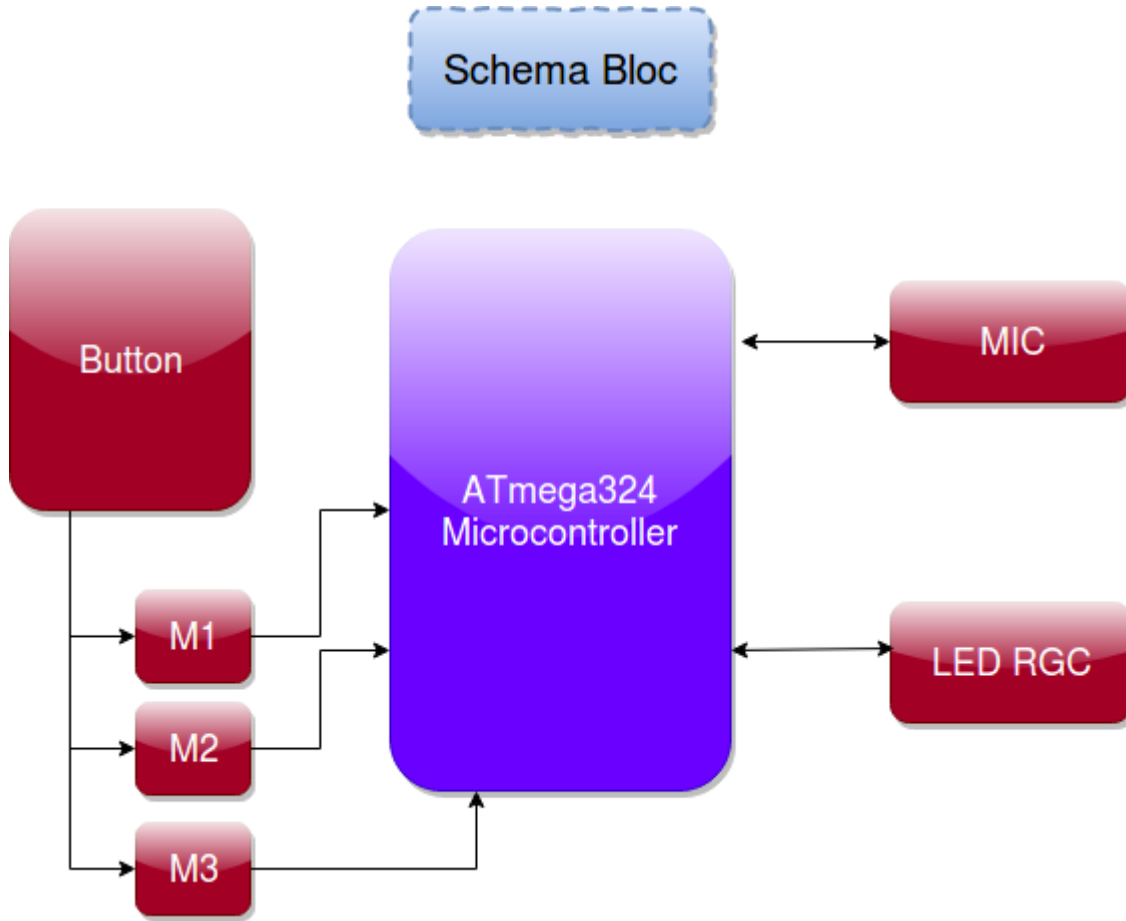 Schema Bloc
Button
ATmega324
Microcontroller
MIC
M1
M2
M3
LED RGC